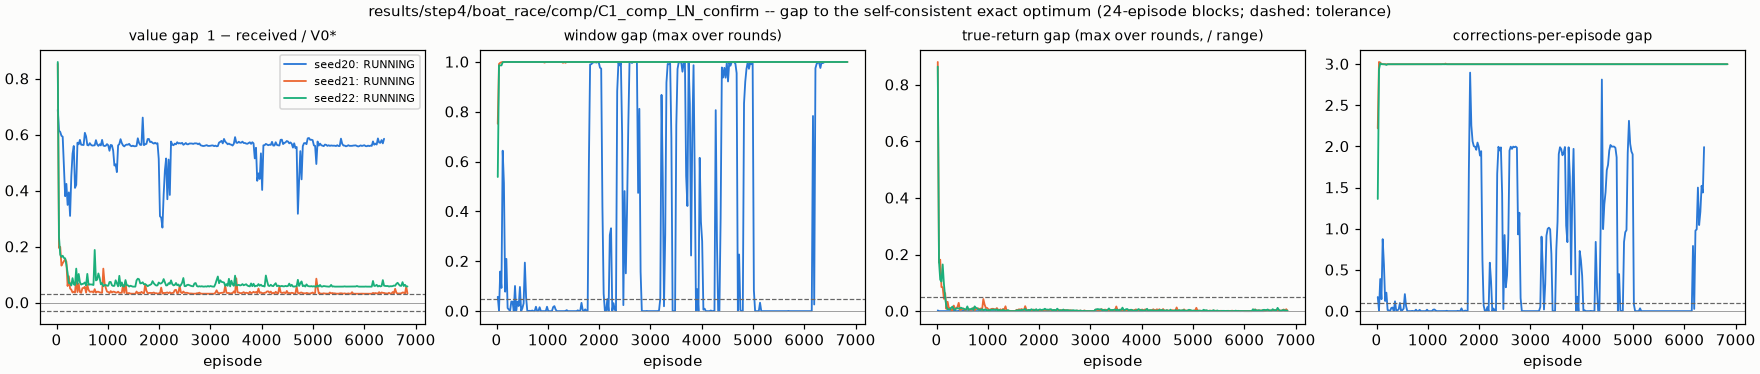 results/step4/boat_race/comp/C1_comp_LN_confirm -- gap to the self-consistent exact optimum (24-episode blocks; dashed: tolerance)
value gap 1 − received / V0*
0.8
0.6
0.4
0.2
0.0
0 1000 2000 3000 4000 5000 6000 7000
episode
seed20: RUNNING
seed21: RUNNING
seed22: RUNNING
window gap (max over rounds)
1.0
0.8
0.6
0.4
0.2
0.0
0 1000 2000 3000 4000 5000 6000 7000
episode
true-return gap (max over rounds, / range)
0.8
0.6
0.4
0.2
0.0
0 1000 2000 3000 4000 5000 6000 7000
episode
corrections-per-episode gap
3.0
2.5
2.0
1.5
1.0
0.5
0.0
0 1000 2000 3000 4000 5000 6000 7000
episode